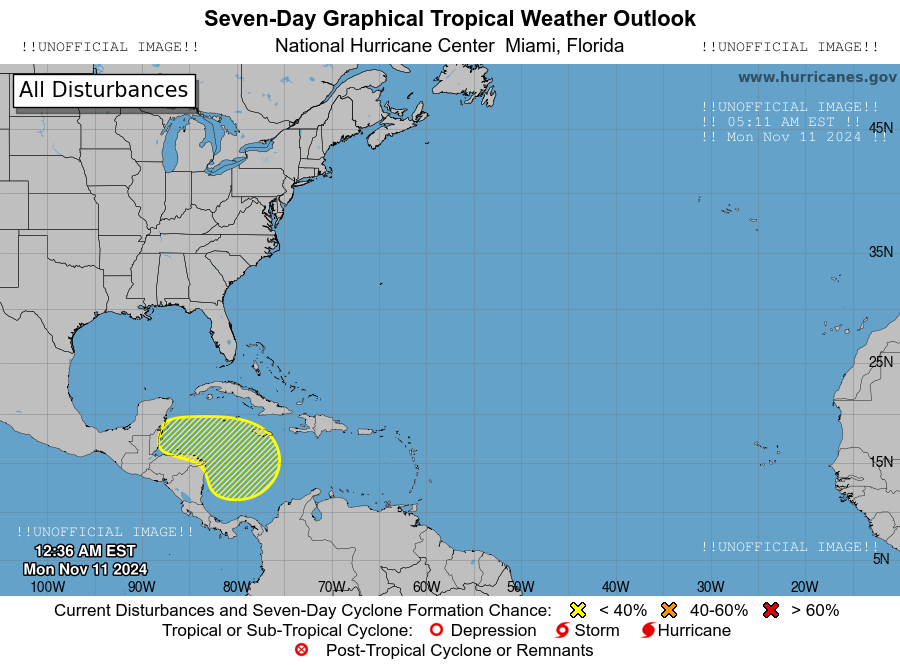 Seven-Day Graphical Tropical Weather Outlook
!!UNOFFICIAL IMAGE!! National Hurricane Center Miami, Florida !!UNOFFICIAL IMAGE!!
All Disturbances
www.hurricanes.gov
!!UNOFFICIAL IMAGE!!
!! 05:11 AM EST !!
!! Mon Nov 11 2024 !!
45N
35N
25N
15N
!!UNOFFICIAL IMAGE!!
12:36 AM EST
Mon Nov 11 2024
!!UNOFFICIAL IMAGE!!
5N
100W 90W 80W 70W 60W 50W 40W 30W 20W
Current Disturbances and Seven-Day Cyclone Formation Chance: < 40% 40-60% > 60%
Tropical or Sub-Tropical Cyclone: Depression Storm Hurricane
Post-Tropical Cyclone or Remnants